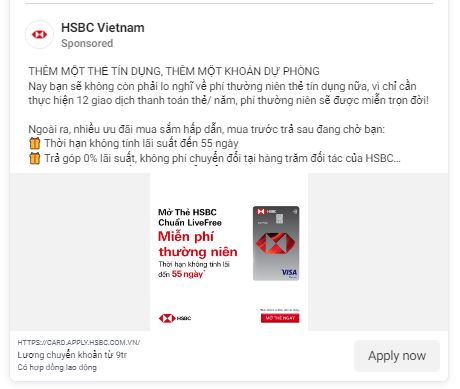 HSBC Vietnam
Sponsored
THÊM MỘT THẺ TÍN DỤNG, THÊM MỘT KHOẢN DỰ PHÒNG
Nay bạn sẽ không còn phải lo nghĩ về phí thường niên thẻ tín dụng nữa, vì chỉ cần
thực hiện 12 giao dịch thanh toán thẻ/ năm, phí thường niên sẽ được miễn trọn đời!
Ngoài ra, nhiều ưu đãi mua sắm hấp dẫn, mua trước trả sau đang chờ bạn:
🎁 Thời hạn không tính lãi suất đến 55 ngày
🎁 Trả góp 0% lãi suất, không phí chuyển đổi tại hàng trăm đối tác của HSBC...
Mở Thẻ HSBC
Chuẩn LiveFree
Miễn phí
thường niên
Thời hạn không tính lãi
đến 55 ngày*
HSBC
VISA
HSBC
MỞ THẺ NGAY
HTTPS://CARD.APPLY.HSBC.COM.VN/
Lương chuyển khoản từ 9tr
Có hợp đồng lao động
Apply now